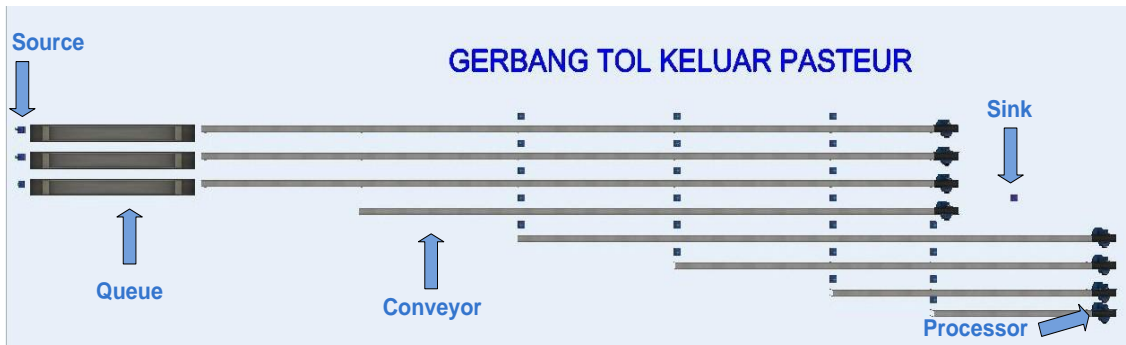 Source
GERBANG TOL KELUAR PASTEUR
Sink
Queue
Conveyor
Processor